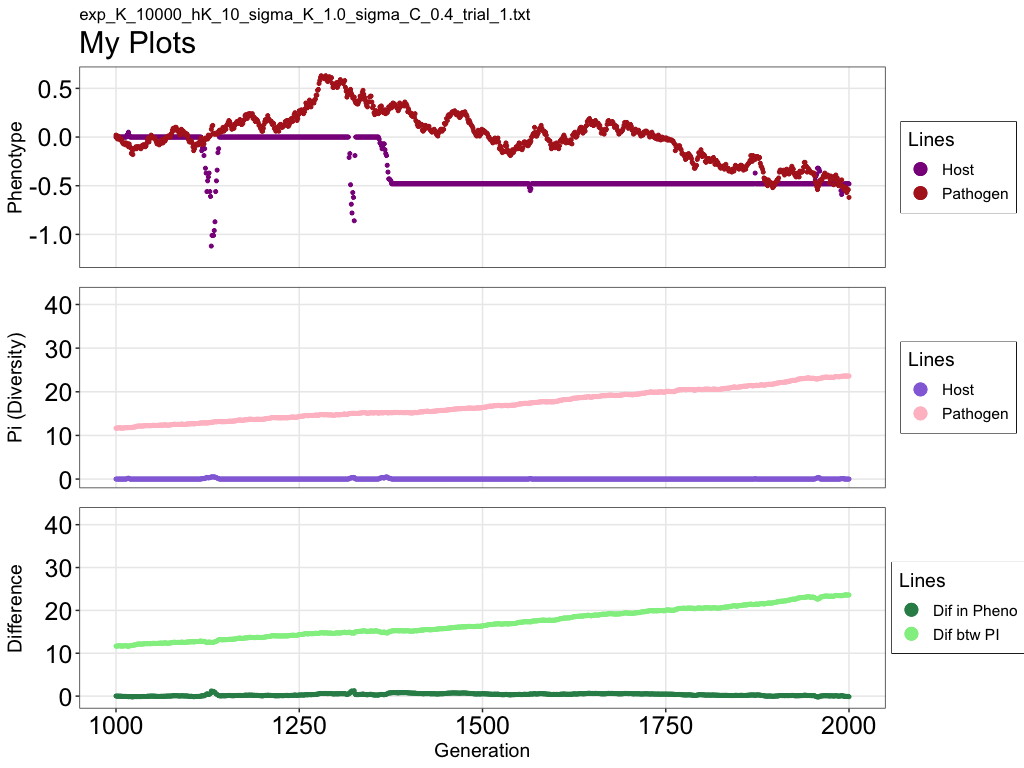 exp_K_10000_hK_10_sigma_K_1.0_sigma_C_0.4_trial_1.txt
My Plots
Phenotype
0.5
0.0
-0.5
-1.0
Lines
Host
Pathogen
Pi (Diversity)
40
30
20
10
0
Lines
Host
Pathogen
Difference
40
30
20
10
0
Lines
Dif in Pheno
Dif btw PI
1000 1250 1500 1750 2000
Generation